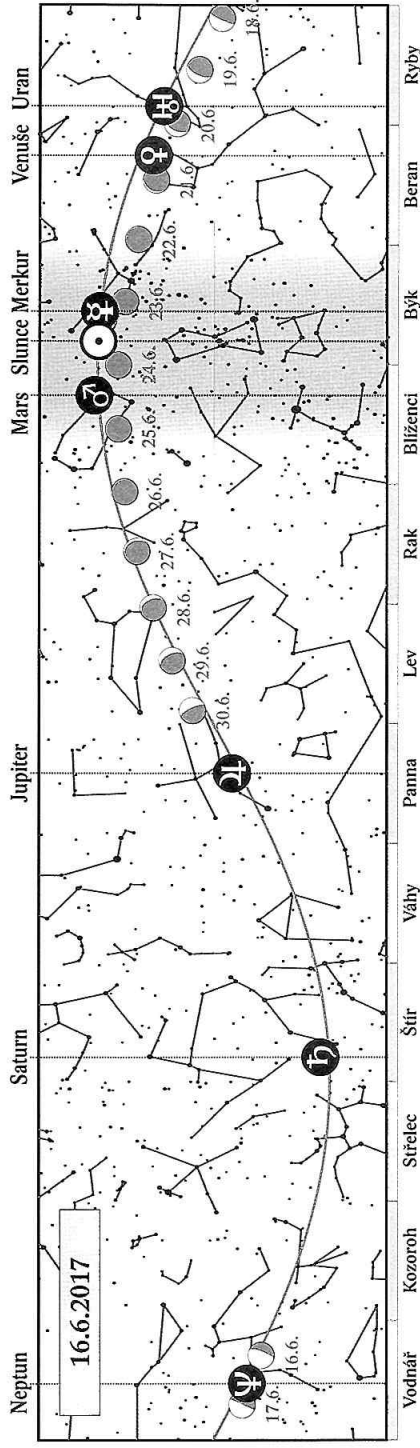 Neptun Saturn Jupiter Mars Slunce Merkur Venuše Uran
16.6.2017
17.6. 16.6. 30.6. 29.6. 28.6. 27.6. 26.6. 25.6. 24.6. 23.6. 22.6. 21.6. 20.6. 19.6. 18.6.
Vodnář Kozoroh Střelec Štír Váhy Panna Lev Rak Blíženci Býk Beran Ryby